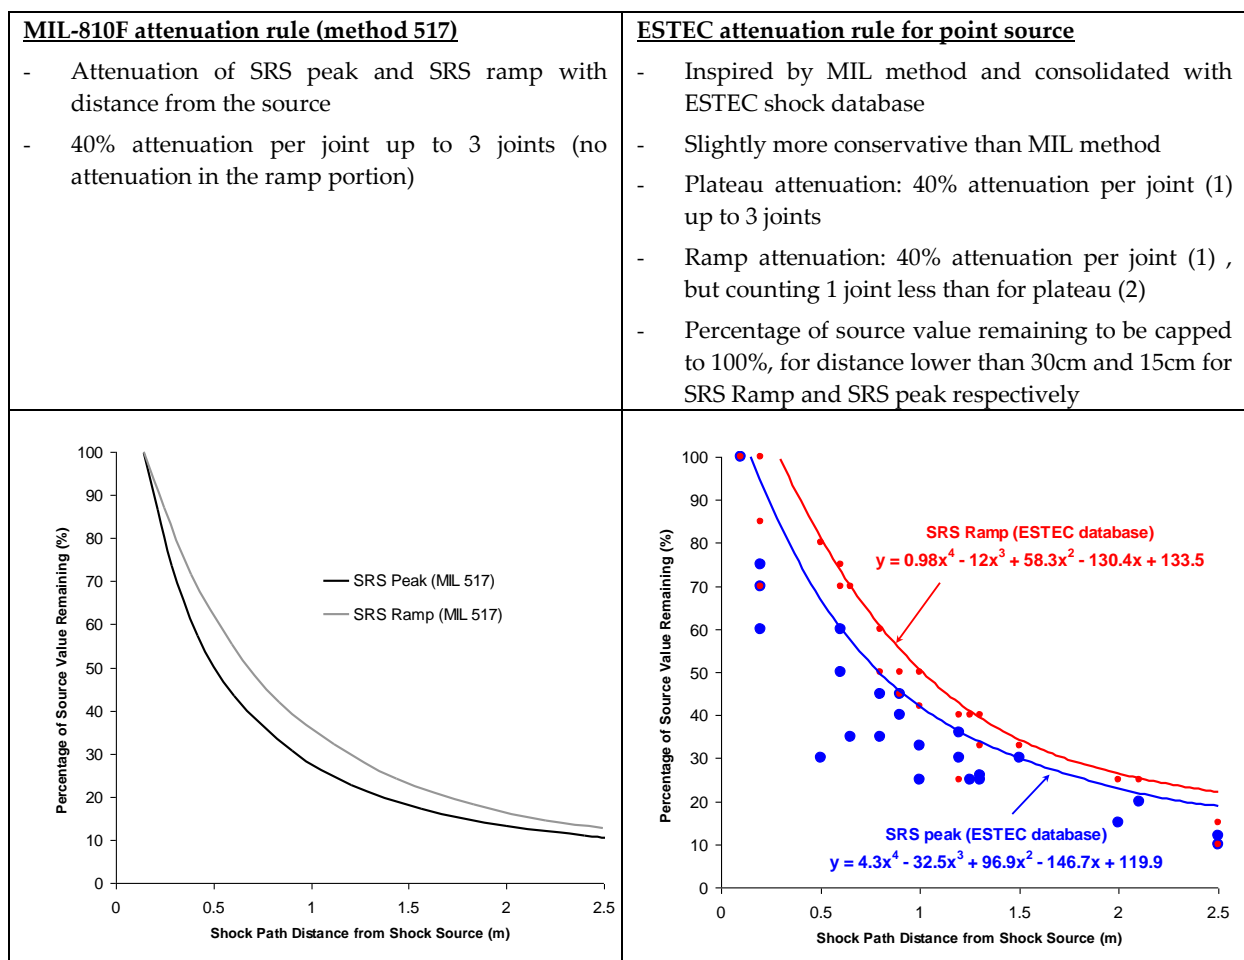 MIL-810F attenuation rule (method 517)
- Attenuation of SRS peak and SRS ramp with
distance from the source
- 40% attenuation per joint up to 3 joints (no
attenuation in the ramp portion)
ESTEC attenuation rule for point source
- Inspired by MIL method and consolidated with
ESTEC shock database
- Slightly more conservative than MIL method
- Plateau attenuation: 40% attenuation per joint (1)
up to 3 joints
- Ramp attenuation: 40% attenuation per joint (1) ,
but counting 1 joint less than for plateau (2)
- Percentage of source value remaining to be capped
to 100%, for distance lower than 30cm and 15cm for
SRS Ramp and SRS peak respectively
Percentage of Source Value Remaining (%)
100
90
80
70
60
50
40
30
20
10
0
SRS Peak (MIL 517)
SRS Ramp (MIL 517)
0 0.5 1 1.5 2 2.5
Shock Path Distance from Shock Source (m)
Percentage of Source Value Remaining (%)
100
90
80
70
60
50
40
30
20
10
0
SRS Ramp (ESTEC database)
y = 0.98x⁴ - 12x³ + 58.3x² - 130.4x + 133.5
SRS peak (ESTEC database)
y = 4.3x⁴ - 32.5x³ + 96.9x² - 146.7x + 119.9
0 0.5 1 1.5 2 2.5
Shock Path Distance from Shock Source (m)